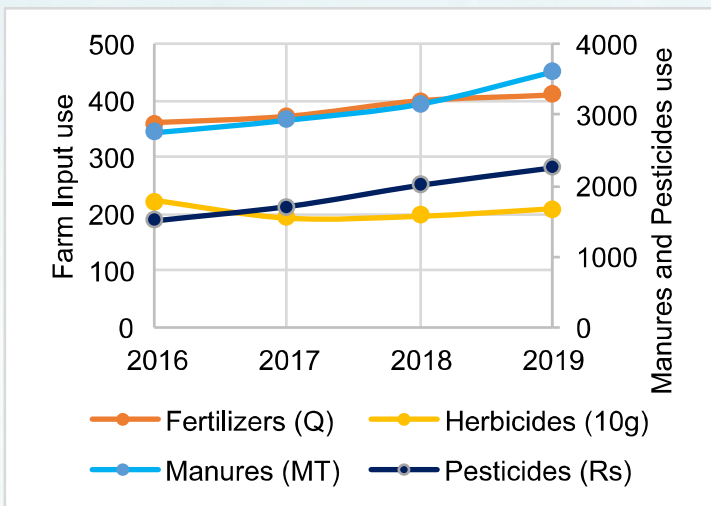 Farm Input use
500
400
300
200
100
0
4000
3000
2000
1000
0
Manures and Pesticides use
2016 2017 2018 2019
Fertilizers (Q) Herbicides (10g)
Manures (MT) Pesticides (Rs)